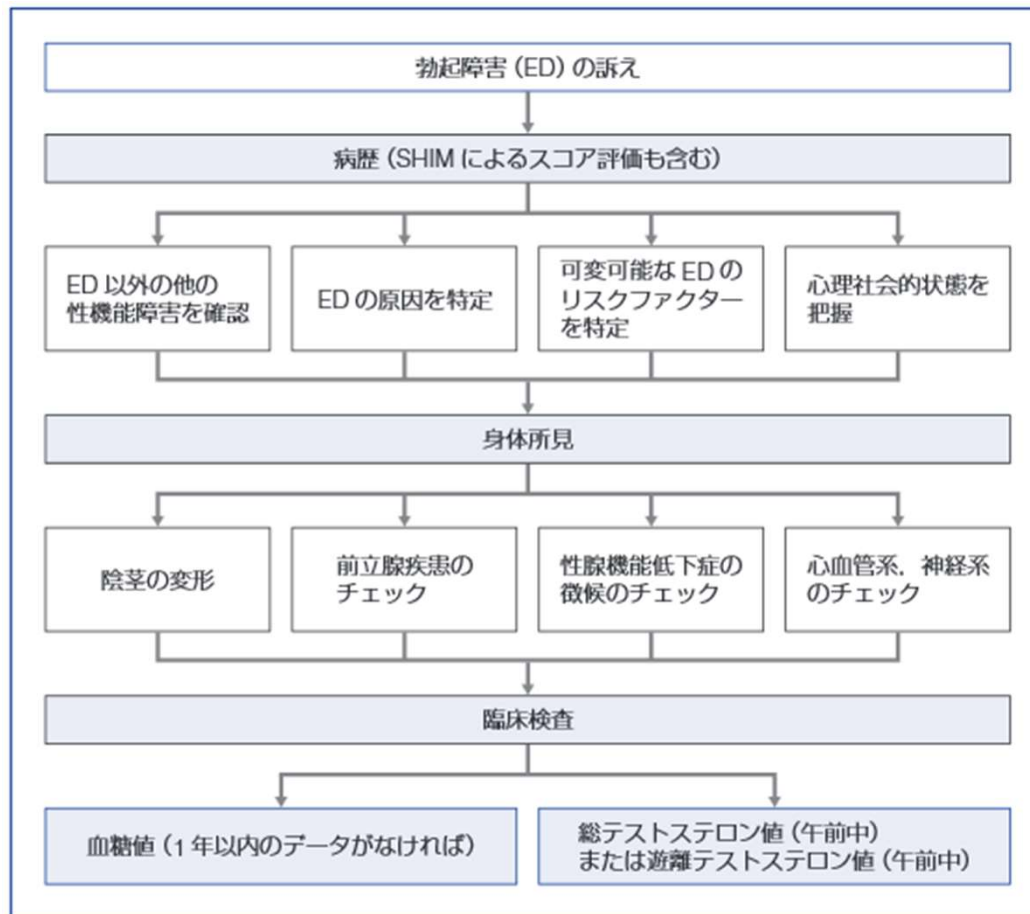 勃起障害（ED）の訴え
病歴（SHIM によるスコア評価も含む）
ED 以外の他の
性機能障害を確認
ED の原因を特定
可変可能な ED の
リスクファクター
を特定
心理社会的状態を
把握
身体所見
陰茎の変形
前立腺疾患の
チェック
性腺機能低下症の
徴候のチェック
心血管系，神経系
のチェック
臨床検査
血糖値（1 年以内のデータがなければ）
総テストステロン値（午前中）
または遊離テストステロン値（午前中）